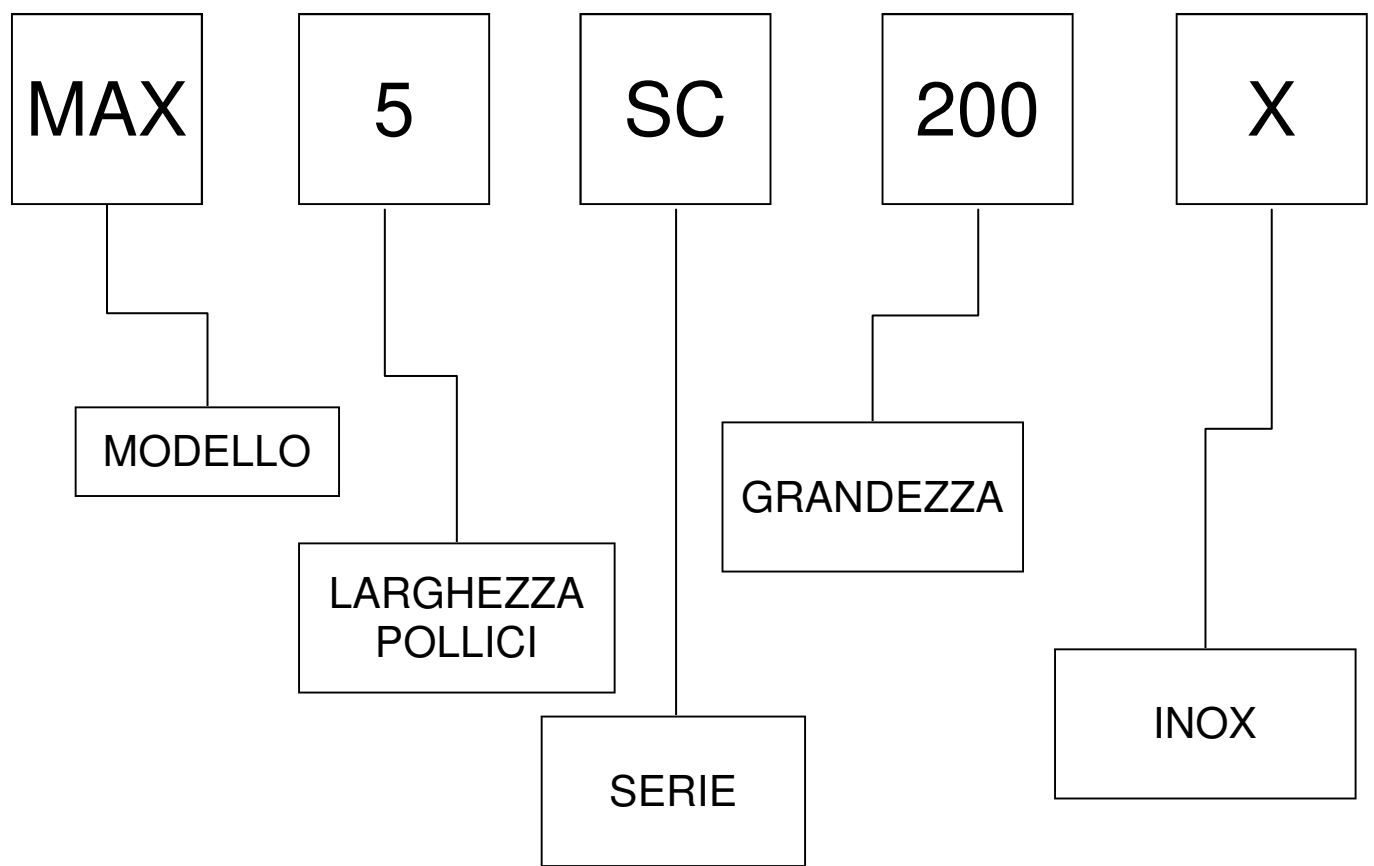 MAX
5
SC
200
X
MODELLO
GRANDEZZA
LARGHEZZA
POLLICI
INOX
SERIE